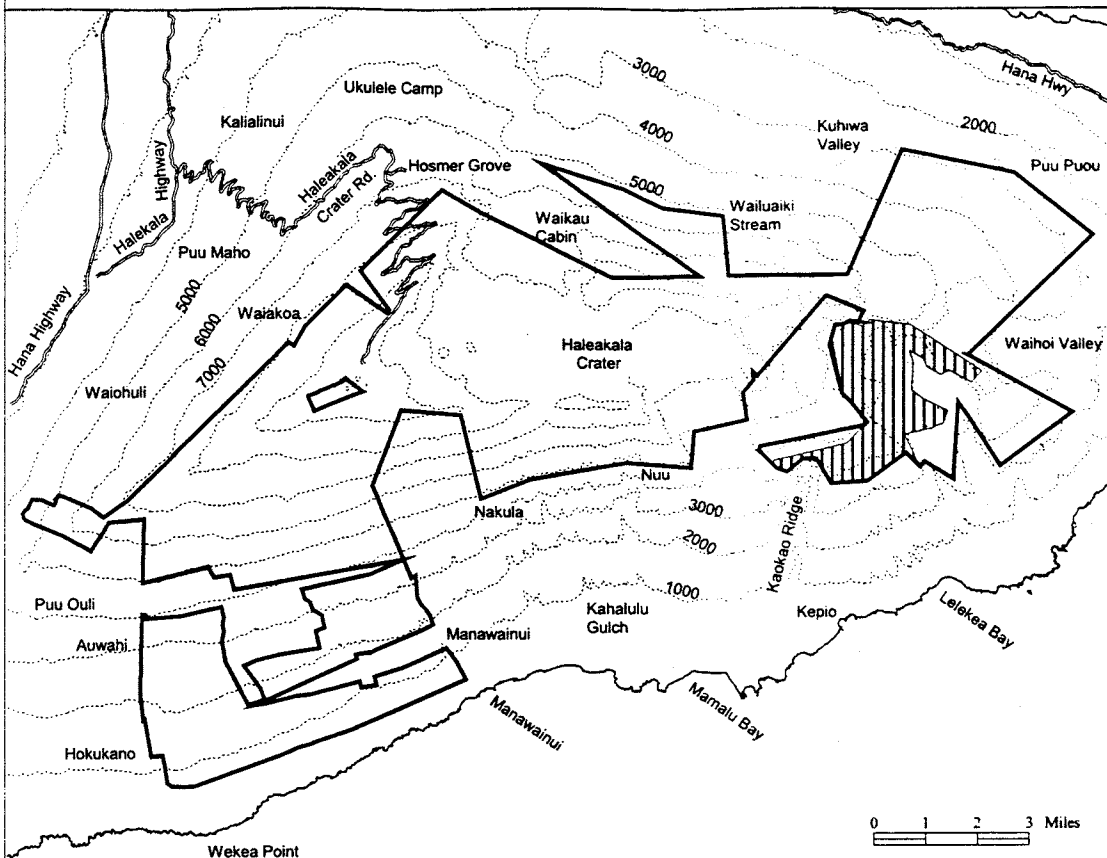 3000
Hana Hwy
Ukulele Camp
4000
2000
Kalialinui
Kuhiwa
Valley
Highway
Haleakala
Crater Rd.
Hosmer Grove
Puu Puou
5000
Waikau
Cabin
Wailuaiki
Stream
Halekala
Puu Maho
5000
Waiakoa
6000
Hana Highway
Haleakala
Crater
Waihoi Valley
7000
Waiohuli
Nuu
Nakula
3000
Kaokao Ridge
2000
1000
Puu Ouli
Kahalulu
Gulch
Kepio
Lelekea Bay
Auwahi
Manawainui
Mamalu Bay
Manawainui
Hokukano
0 1 2 3 Miles
Wekea Point